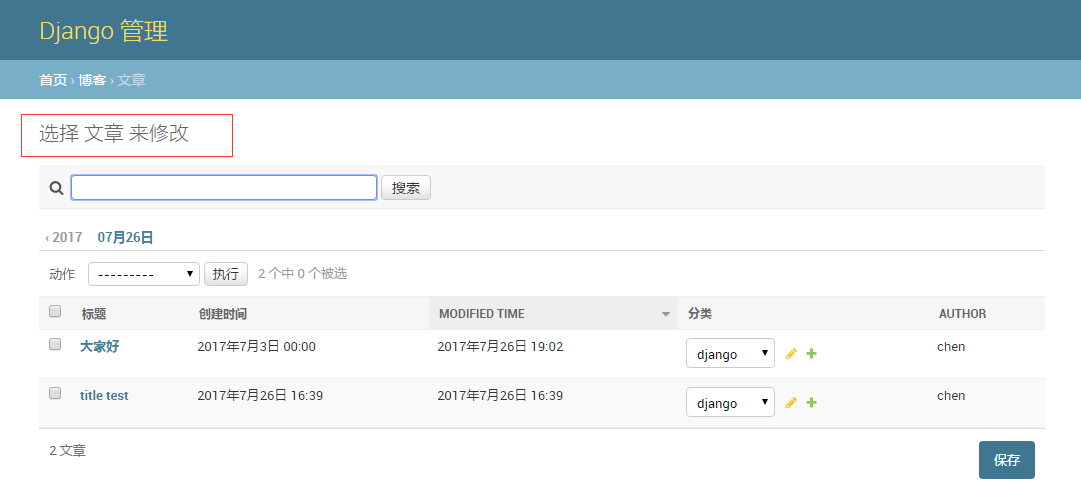 Django 管理
首页 › 博客 › 文章
选择 文章 来修改
搜索
‹ 2017 07月26日
动作 --------- 执行 2 个中 0 个被选
标题 创建时间 MODIFIED TIME 分类 AUTHOR
大家好 2017年7月3日 00:00 2017年7月26日 19:02 django chen
title test 2017年7月26日 16:39 2017年7月26日 16:39 django chen
2 文章 保存